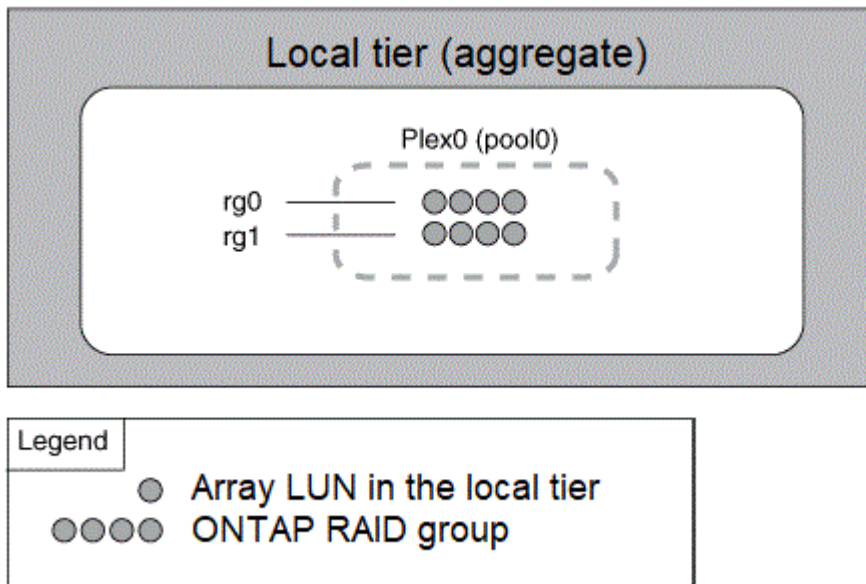 Local tier (aggregate)
Plex0 (pool0)
rg0
rg1
Legend
Array LUN in the local tier
ONTAP RAID group